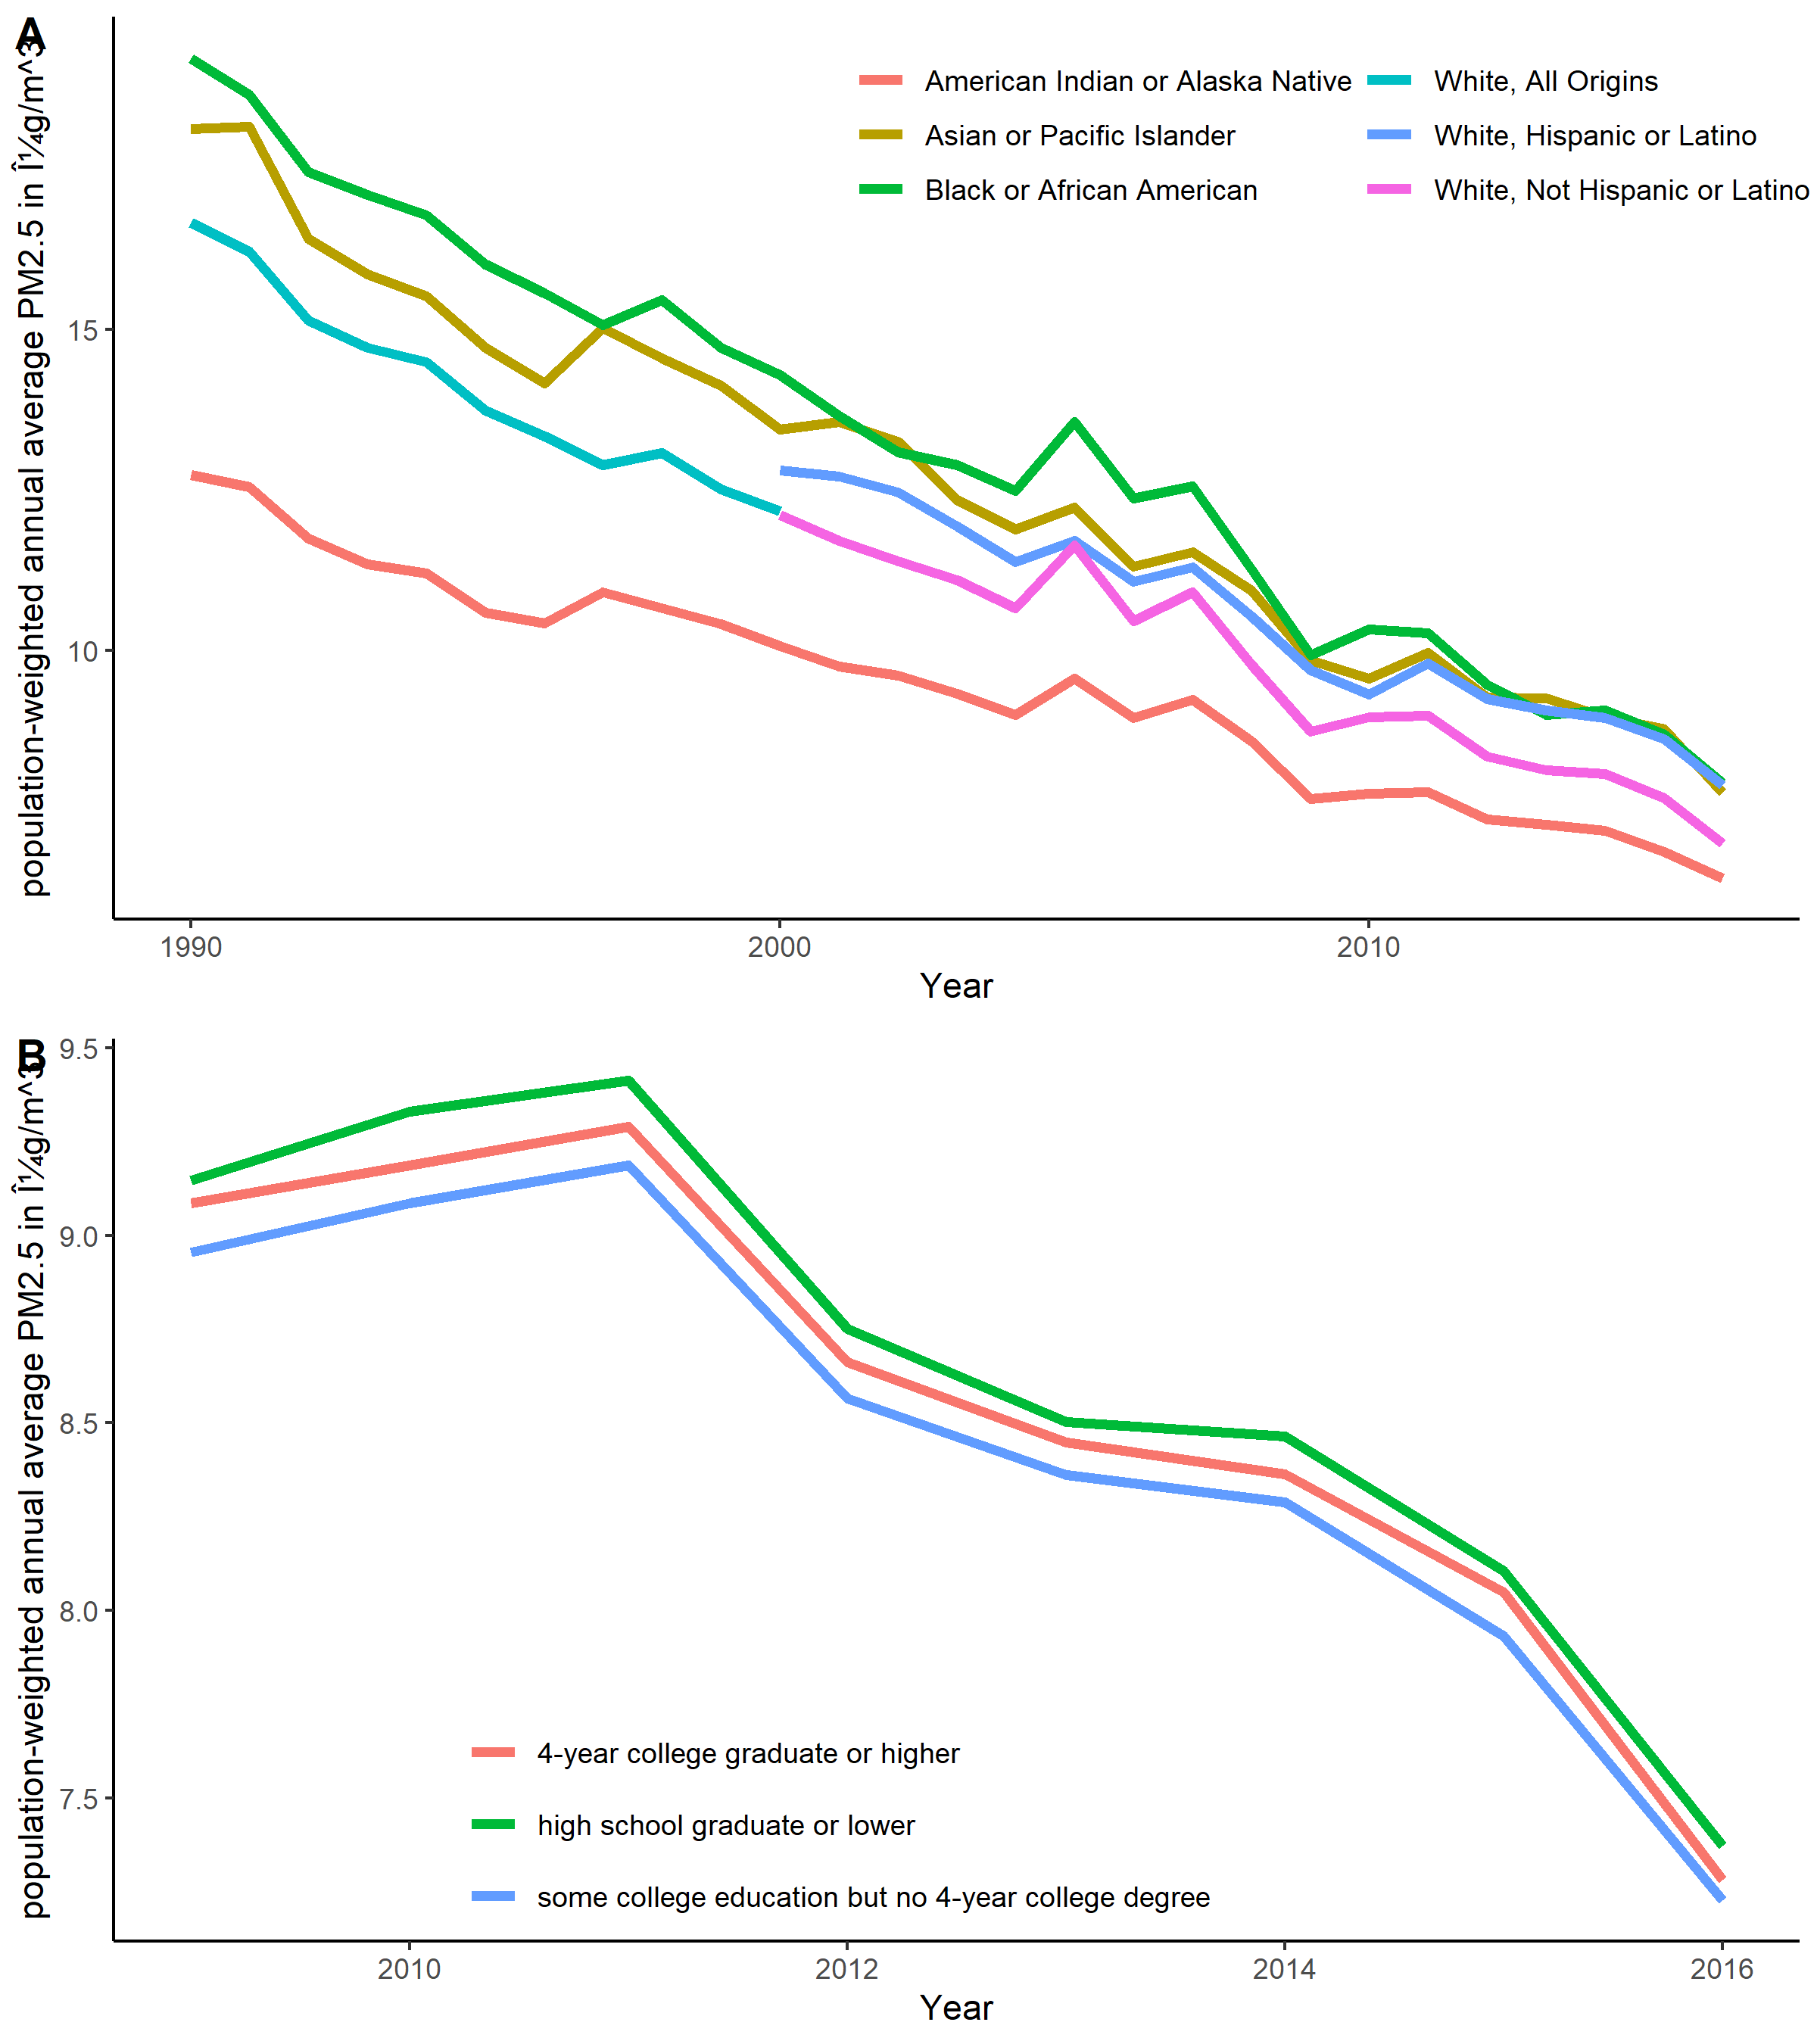 A
population-weighted annual average PM2.5 in Î¼g/m^3
American Indian or Alaska Native
Asian or Pacific Islander
Black or African American
White, All Origins
White, Hispanic or Latino
White, Not Hispanic or Latino
15
10
1990
2000
2010
Year
B
population-weighted annual average PM2.5 in Î¼g/m^3
9.5
9.0
8.5
8.0
7.5
4-year college graduate or higher
high school graduate or lower
some college education but no 4-year college degree
2010
2012
2014
2016
Year